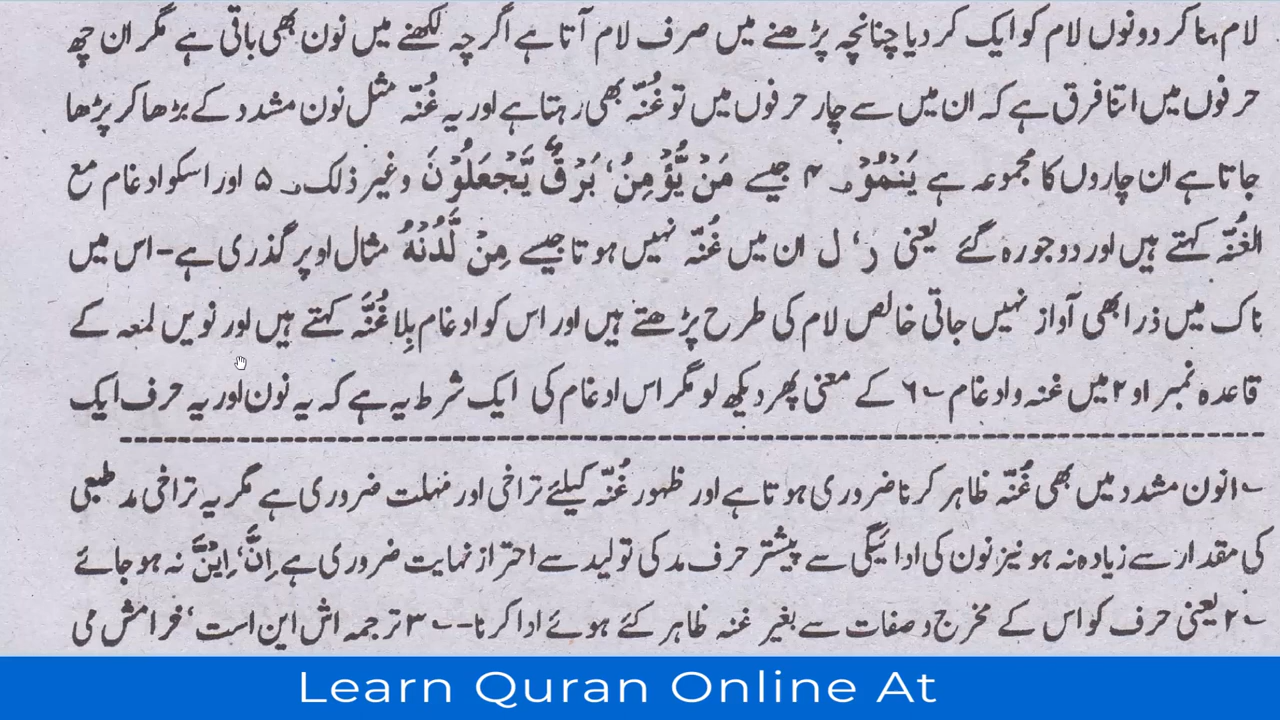 لام بنا کر دونوں لام کو ایک کر دیا چنانچہ پڑھنے میں صرف لام آتا ہے اگر چہ لکھنے میں نون بھی باقی ہے مگر ان چھ
حرفوں میں اتنا فرق ہے کہ ان میں سے چار حرفوں میں تو غُنّہ بھی رہتا ہے اور یہ غُنّہ مثل نون مشدد کے بڑھا کر پڑھا
جاتا ہے ان چاروں کا مجموعہ ہے یَنْمُوْ ۴ جیسے مَنْ یُّؤْمِنُ، بَرْقٌ یَّجْعَلُوْنَ وغیر ذلک ۵ اور اسکو ادغام مع
الغُنّہ کہتے ہیں اور دو جو رہ گئے یعنی ر، ل ان میں غُنّہ نہیں ہوتا جیسے مِنْ لَّدُنْهُ مثال اوپر گذری ہے- اس میں
ناک میں ذرا بھی آواز نہیں جاتی خالص لام کی طرح پڑھتے ہیں اور اس کو ادغام بِلا غُنَّہ کہتے ہیں اور نویں لمعہ کے
قاعدہ نمبر ا و ۲ میں غنہ و ادغام ۶ کے معنی پھر دیکھ لو مگر اس ادغام کی ایک شرط یہ ہے کہ یہ نون اور یہ حرف ایک
۱ نون مشدد میں بھی غُنّہ ظاہر کرنا ضروری ہوتا ہے اور ظہور غُنّہ کیلئے تراخی اور مہلت ضروری ہے مگر یہ تراخی مد طبعی
کی مقدار سے زیادہ نہ ہو نیز نون کی ادائیگی سے پیشتر حرف مد کی تولید سے احتراز نہایت ضروری ہے اِنَّ، اِیْنَّ نہ ہو جائے
۲ یعنی حرف کو اس کے مخرج و صفات سے بغیر غنہ ظاہر کئے ہوئے ادا کرنا- ۳ ترجمہ اش این است، فرامش می
Learn Quran Online At